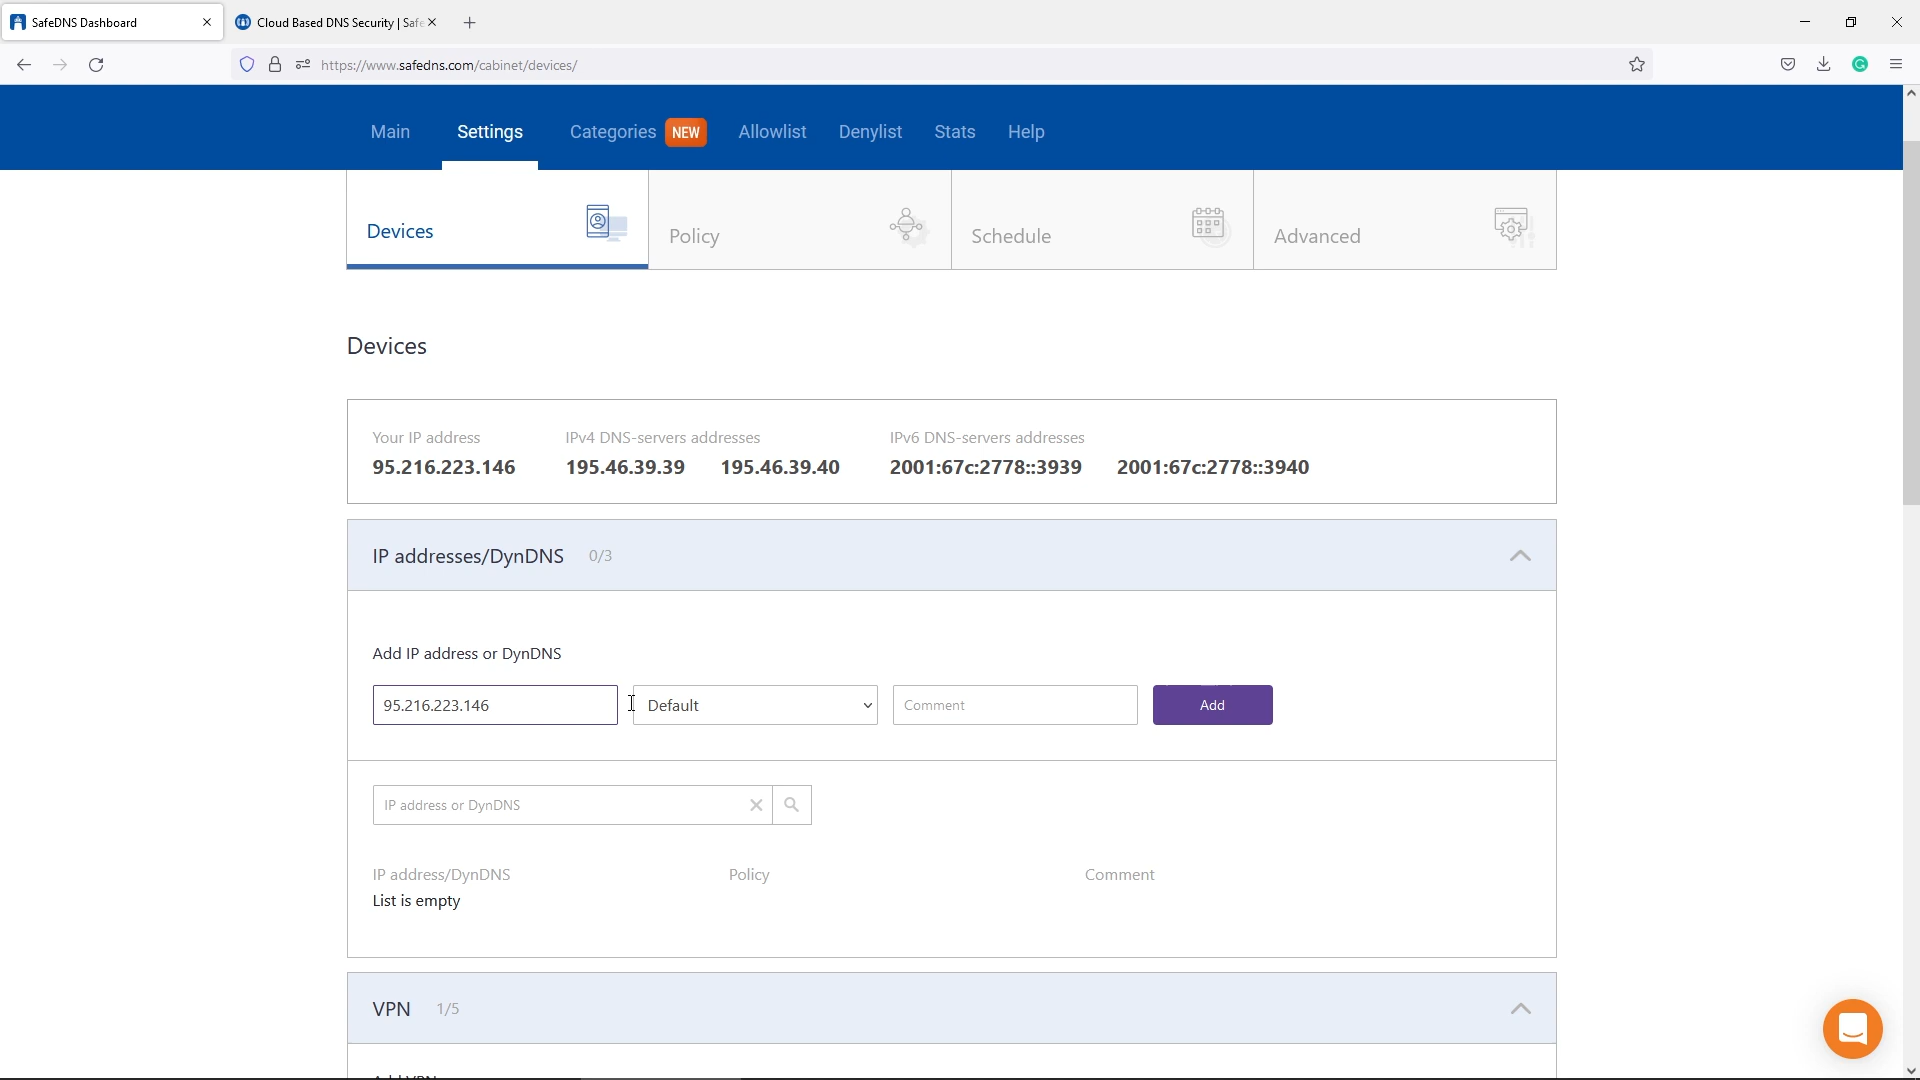 SafeDNS Dashboard
Cloud Based DNS Security | Safe
https://www.safedns.com/cabinet/devices/
Main Settings Categories NEW Allowlist Denylist Stats Help
Devices Policy Schedule Advanced
Devices
Your IP address IPv4 DNS-servers addresses IPv6 DNS-servers addresses
95.216.223.146 195.46.39.39 195.46.39.40 2001:67c:2778::3939 2001:67c:2778::3940
IP addresses/DynDNS 0/3
Add IP address or DynDNS
95.216.223.146 Default Comment Add
IP address or DynDNS
IP address/DynDNS Policy Comment
List is empty
VPN 1/5